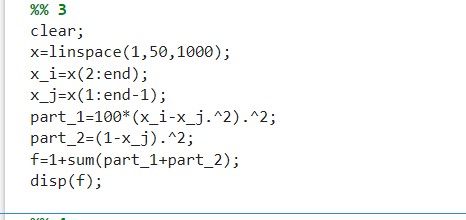 %% 3
clear;
x=linspace(1,50,1000);
x_i=x(2:end);
x_j=x(1:end-1);
part_1=100*(x_i-x_j.^2).^2;
part_2=(1-x_j).^2;
f=1+sum(part_1+part_2);
disp(f);